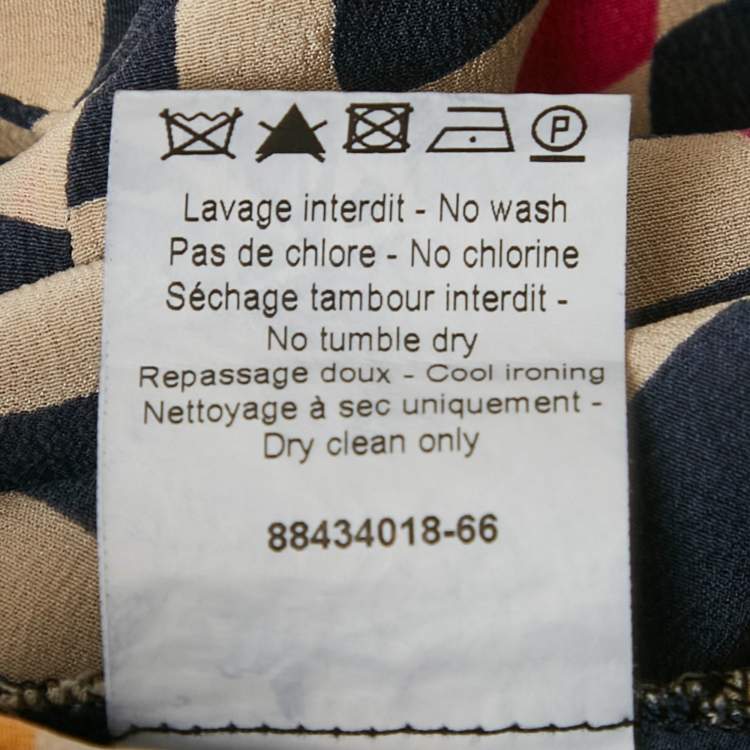 P
Lavage interdit - No wash
Pas de chlore - No chlorine
Séchage tambour interdit -
No tumble dry
Repassage doux - Cool ironing
Nettoyage à sec uniquement -
Dry clean only
88434018-66